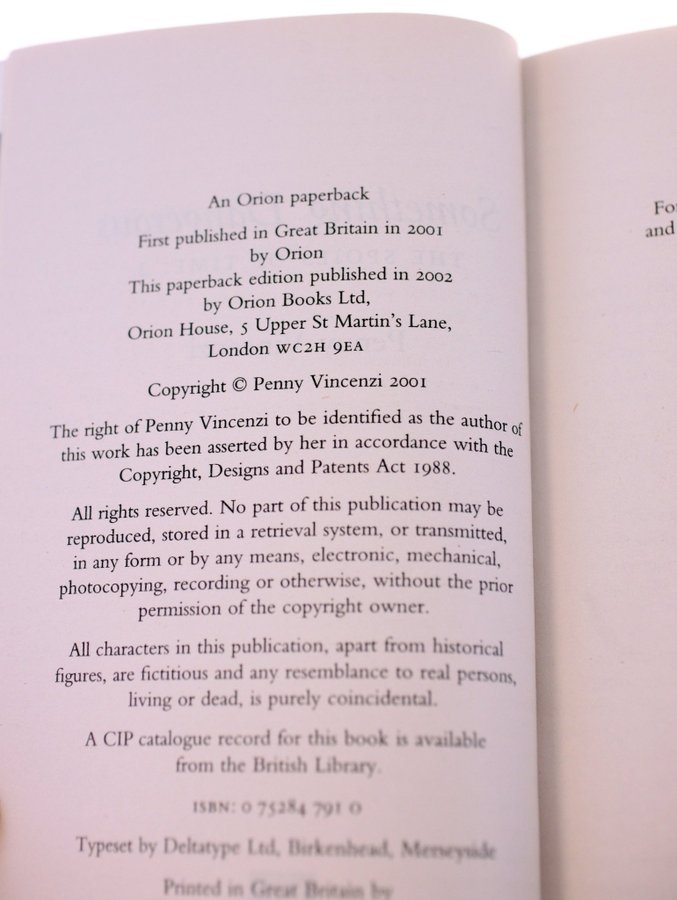 An Orion paperback
First published in Great Britain in 2001
by Orion
This paperback edition published in 2002
by Orion Books Ltd,
Orion House, 5 Upper St Martin's Lane,
London WC2H 9EA
Copyright © Penny Vincenzi 2001
The right of Penny Vincenzi to be identified as the author of
this work has been asserted by her in accordance with the
Copyright, Designs and Patents Act 1988.
All rights reserved. No part of this publication may be
reproduced, stored in a retrieval system, or transmitted,
in any form or by any means, electronic, mechanical,
photocopying, recording or otherwise, without the prior
permission of the copyright owner.
All characters in this publication, apart from historical
figures, are fictitious and any resemblance to real persons,
living or dead, is purely coincidental.
A CIP catalogue record for this book is available
from the British Library.
ISBN: 0 75284 791 0
Typeset by Deltatype Ltd, Birkenhead, Merseyside
Printed in Great Britain by
and